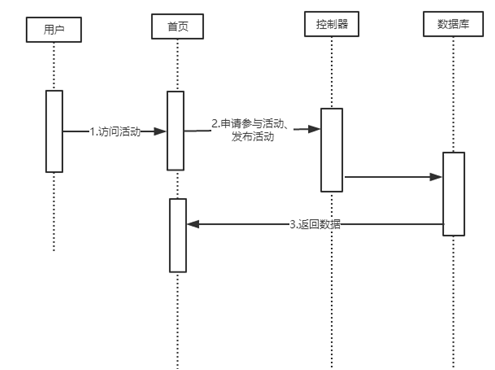 用户
首页
控制器
数据库
1.访问活动
2.申请参与活动、
发布活动
3.返回数据